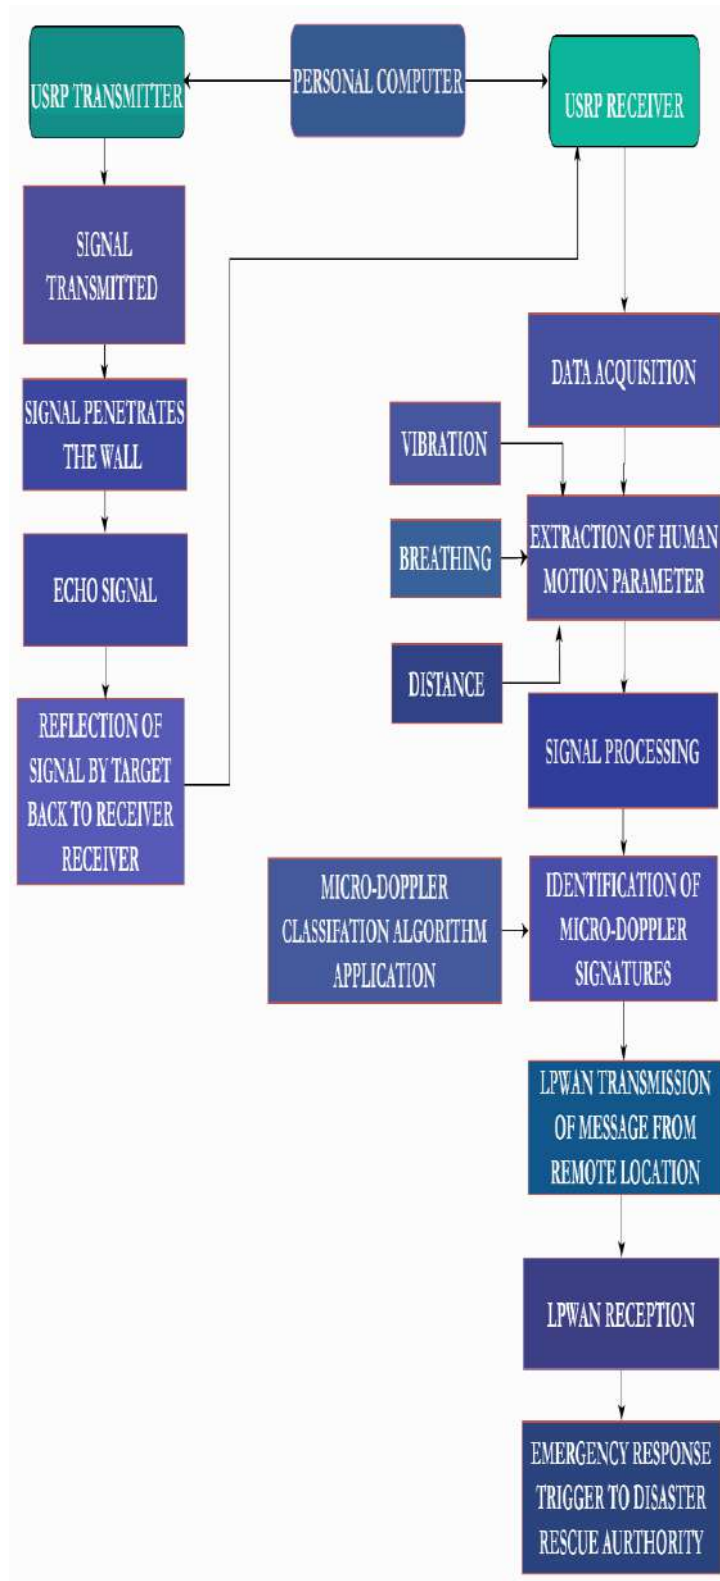 USRP TRANSMITTER
PERSONAL COMPUTER
USRP RECEIVER
SIGNAL
TRANSMITTED
SIGNAL PENETRATES
THE WALL
ECHO SIGNAL
REFLECTION OF
SIGNAL BY TARGET
BACK TO RECEIVER
RECEIVER
DATA ACQUISITION
VIBRATION
BREATHING
DISTANCE
EXTRACTION OF HUMAN
MOTION PARAMETER
SIGNAL PROCESSING
MICRO-DOPPLER
CLASSIFATION ALGORITHM
APPLICATION
IDENTIFICATION OF
MICRO-DOPPLER
SIGNATURES
LPWAN TRANSMISSION
OF MESSAGE FROM
REMOTE LOCATION
LPWAN RECEPTION
EMERGENCY RESPONSE
TRIGGER TO DISASTER
RESCUE AURTHORITY